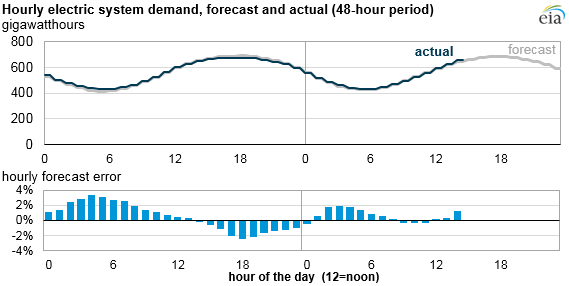 Hourly electric system demand, forecast and actual (48-hour period)
gigawatthours
eia
800
600
400
200
0
actual
forecast
0 6 12 18 0 6 12 18
hourly forecast error
4%
2%
0%
-2%
-4%
0 6 12 18 0 6 12 18
hour of the day (12=noon)